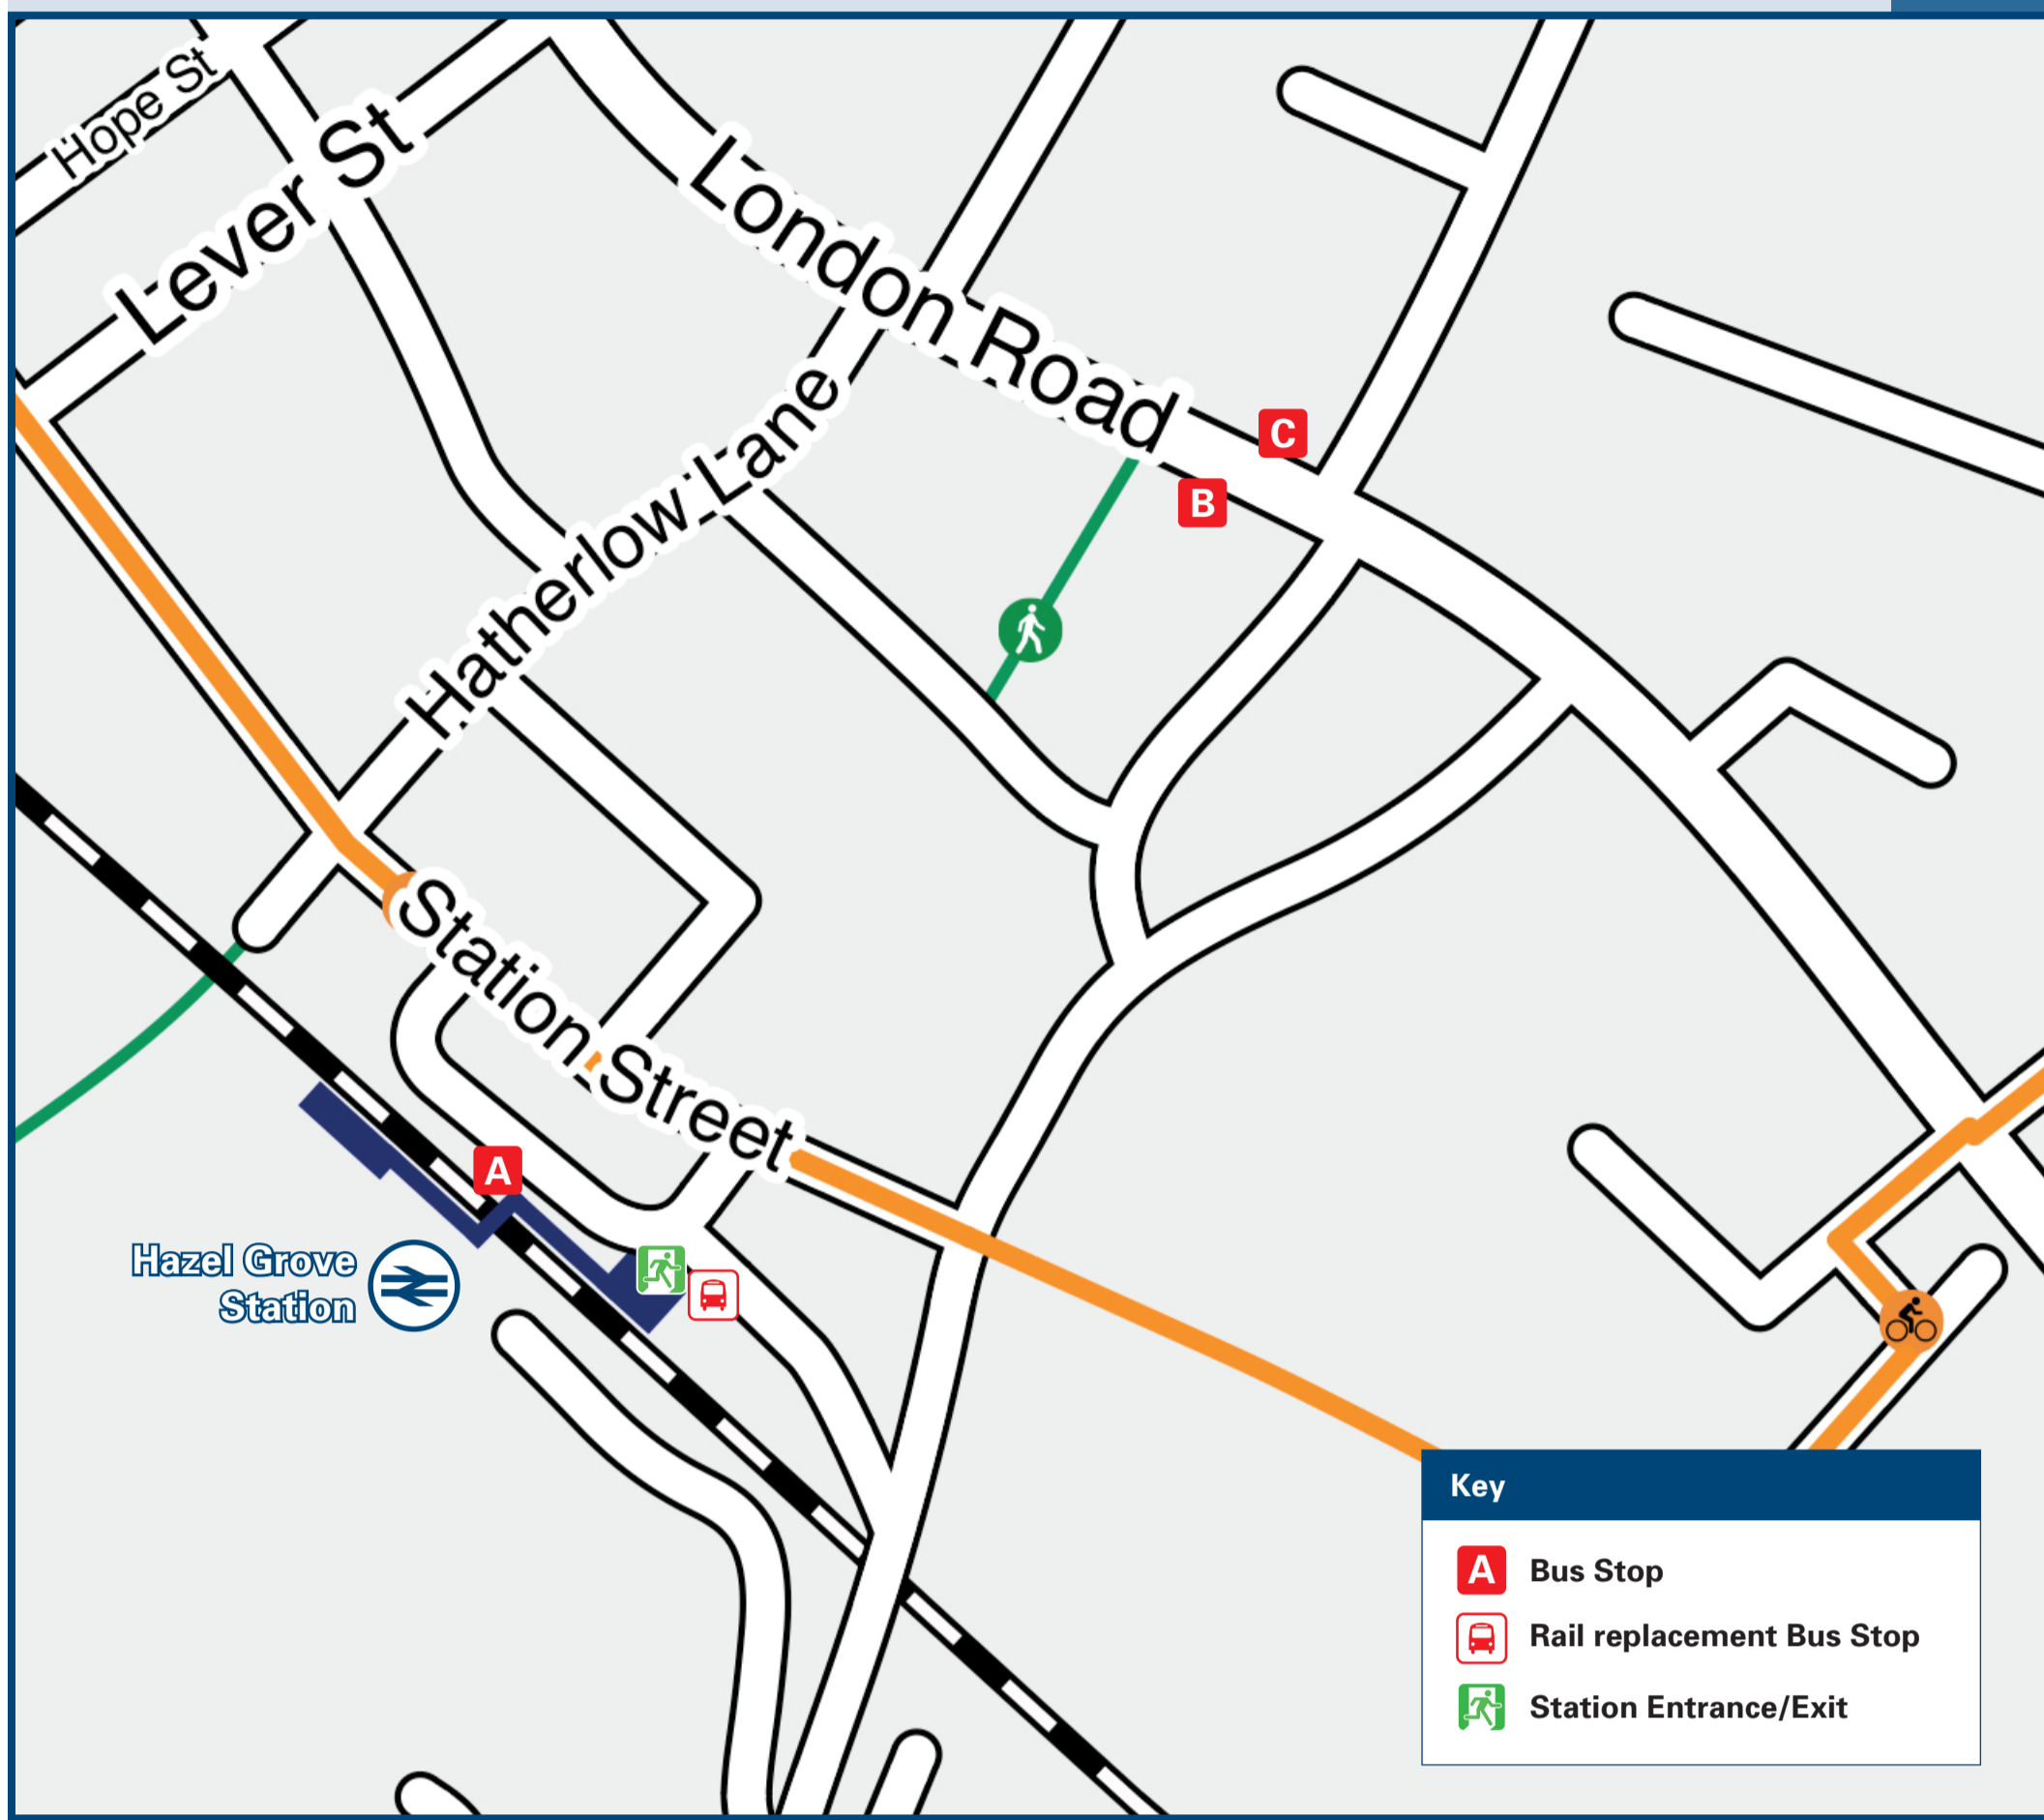 Hope St
Lever St
London Road
C
B
Hatherlow Lane
Station Street
A
Hazel Grove
Station
Key
A Bus Stop
Rail replacement Bus Stop
Station Entrance/Exit